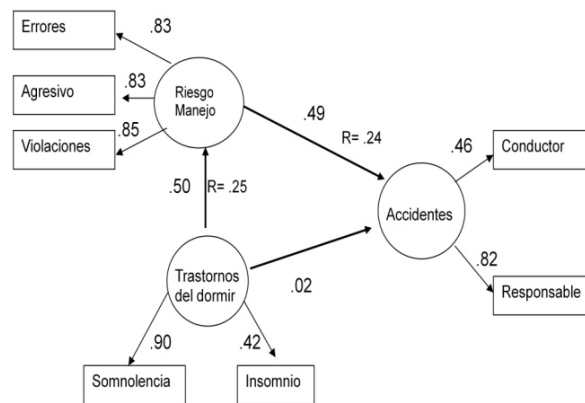 Errores
.83
Agresivo
.83
Riesgo
Manejo
Violaciones
.85
.49
R= .24
.46
Conductor
Accidentes
.50
R= .25
.82
Responsable
Trastornos
del dormir
.02
.90
.42
Somnolencia
Insomnio